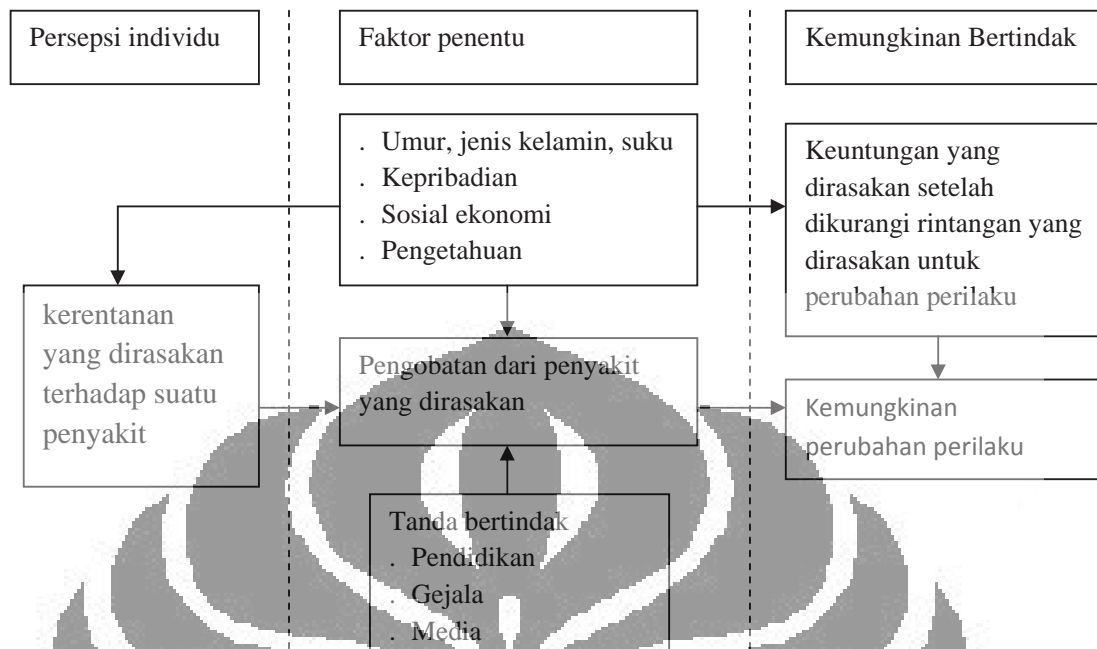 Persepsi individu
Faktor penentu
Kemungkinan Bertindak
. Umur, jenis kelamin, suku
. Kepribadian
. Sosial ekonomi
. Pengetahuan
Keuntungan yang
dirasakan setelah
dikurangi rintangan yang
dirasakan untuk
perubahan perilaku
kerentanan
yang dirasakan
terhadap suatu
penyakit
Pengobatan dari penyakit
yang dirasakan
Kemungkinan
perubahan perilaku
Tanda bertindak
. Pendidikan
. Gejala
. Media